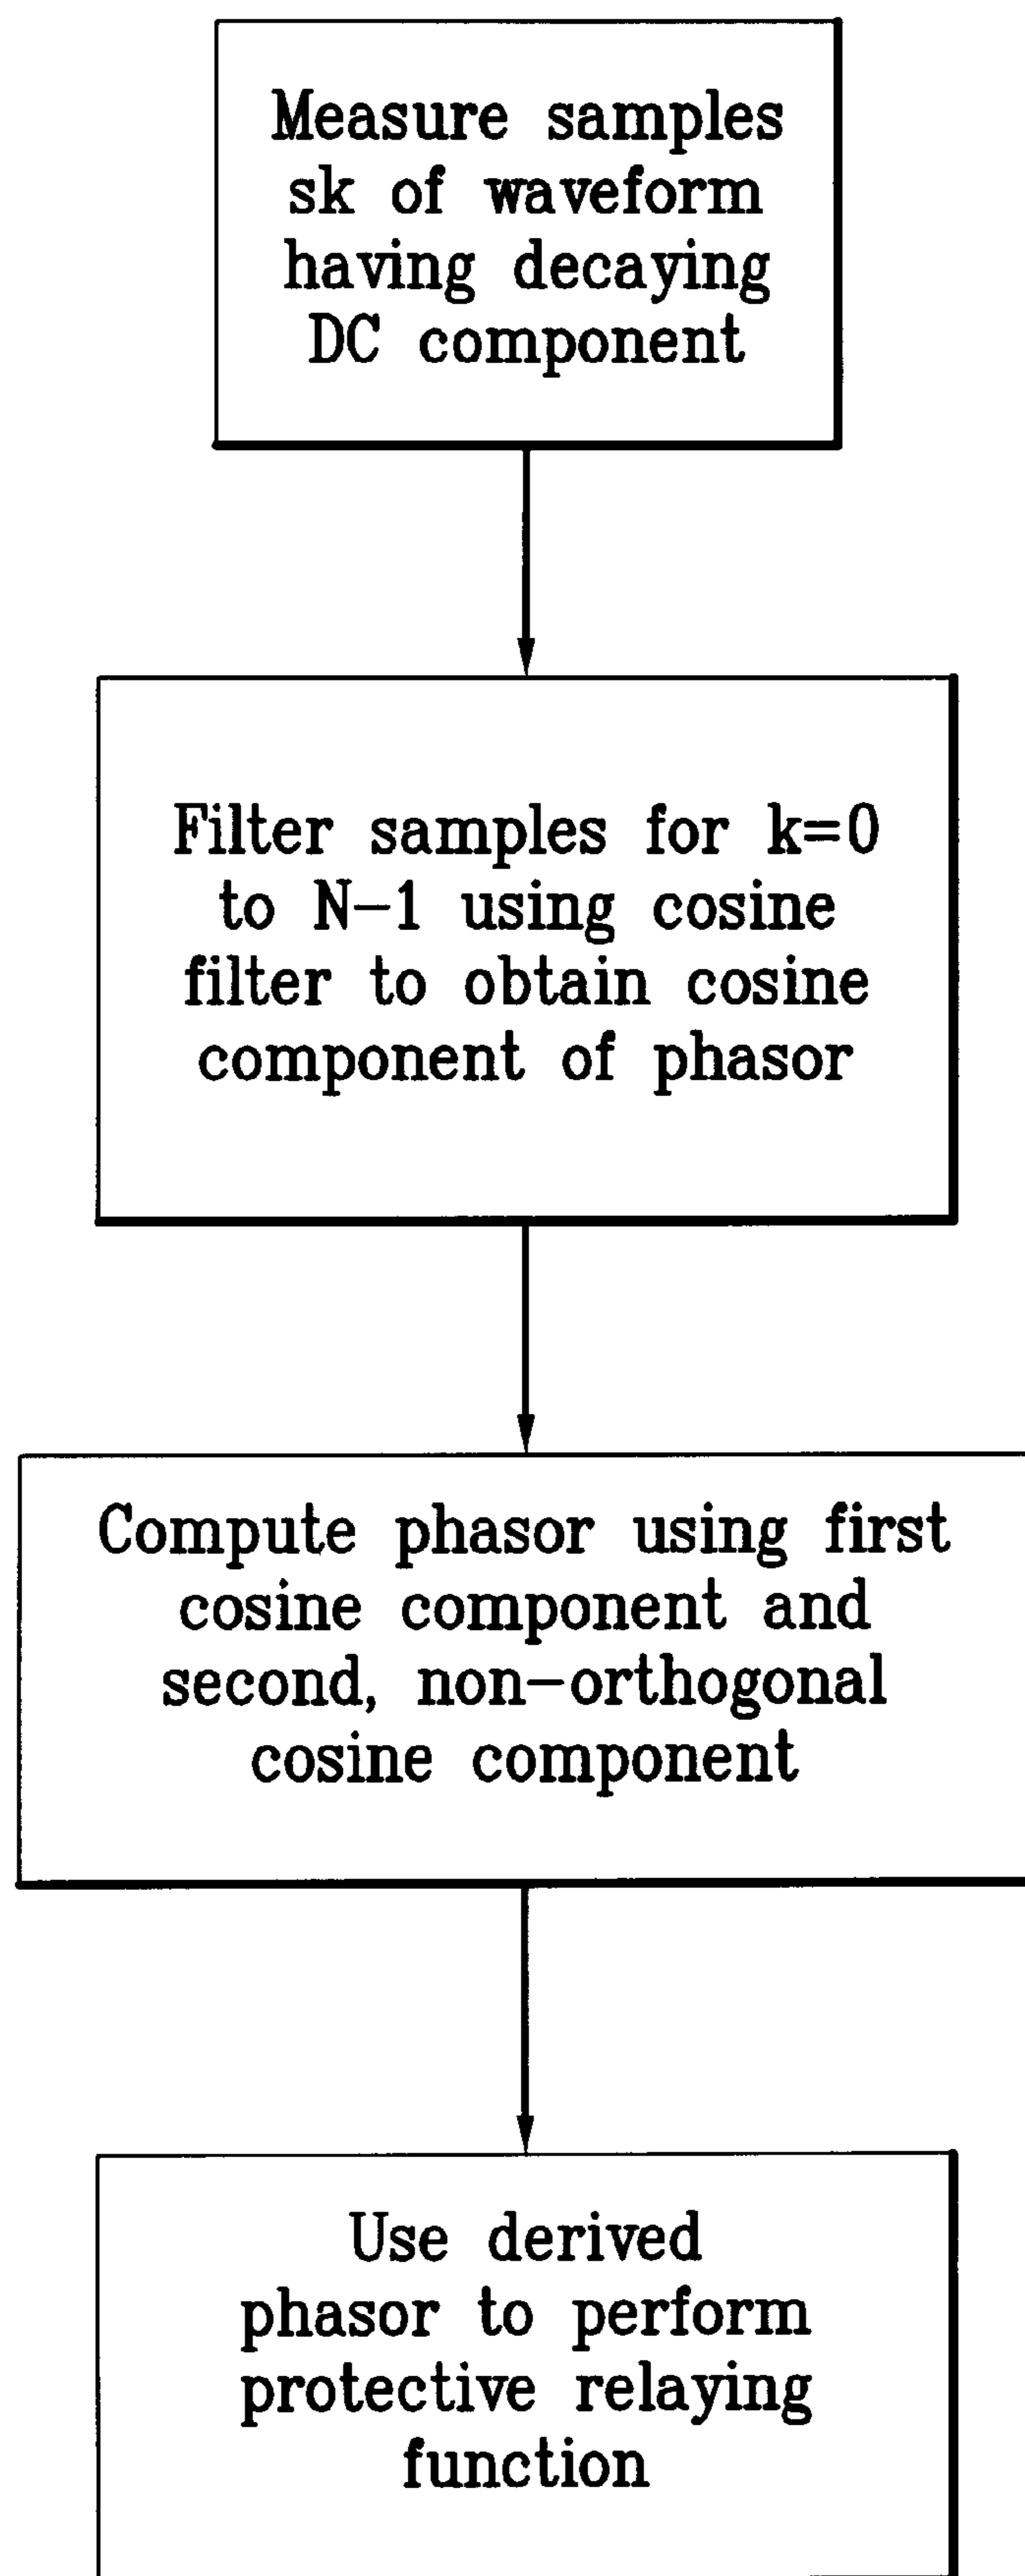 Measure samples
sk of waveform
having decaying
DC component
Filter samples for k=0
to N-1 using cosine
filter to obtain cosine
component of phasor
Compute phasor using first
cosine component and
second, non-orthogonal
cosine component
Use derived
phasor to perform
protective relaying
function